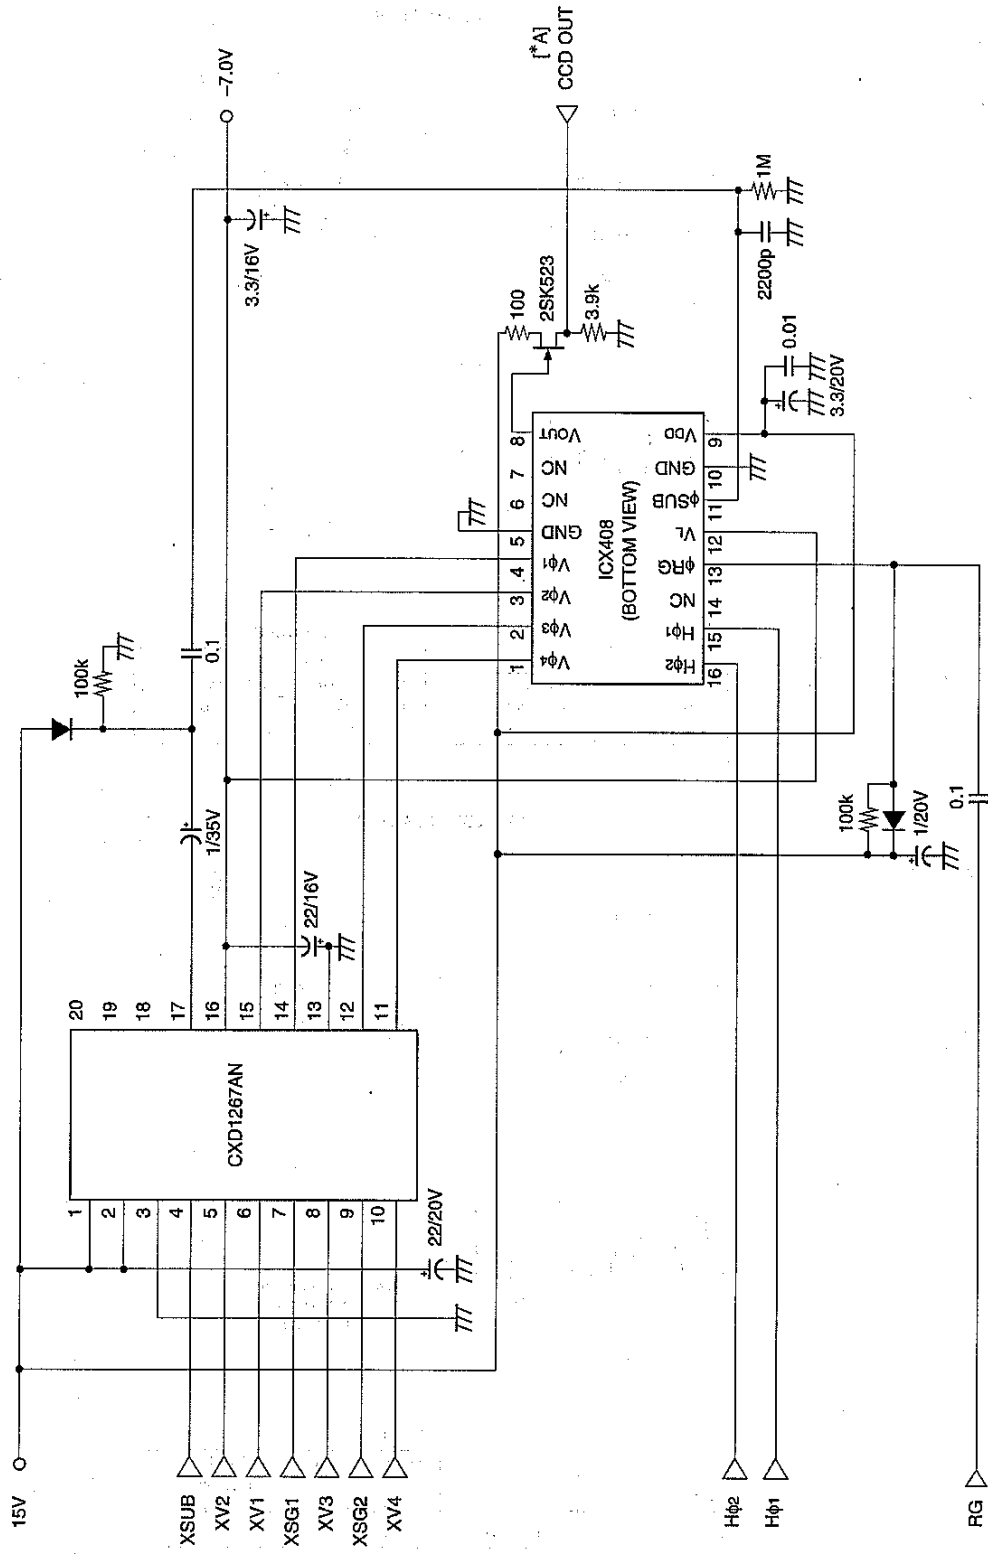 15V
XSUB
XV2
XV1
XSG1
XV3
XSG2
XV4
Hϕ2
Hϕ1
RG
22/20V
1
2
3
4
5
6
7
8
9
10
CXD1267AN
20
19
18
17
16
15
14
13
12
11
1/35V
22/16V
100k
0.1
100k
1/20V
0.1
3.3/16V
–7.0V
1
2
3
4
5
6
7
8
Vϕ4
Vϕ3
Vϕ2
Vϕ1
GND
NC
NC
VOUT
ICX408
(BOTTOM VIEW)
Hϕ2
Hϕ1
NC
ϕRG
VL
ϕSUB
GND
VDD
16
15
14
13
12
11
10
9
100
2SK523
3.9k
[*A]
CCD OUT
3.3/20V
0.01
2200p
1M